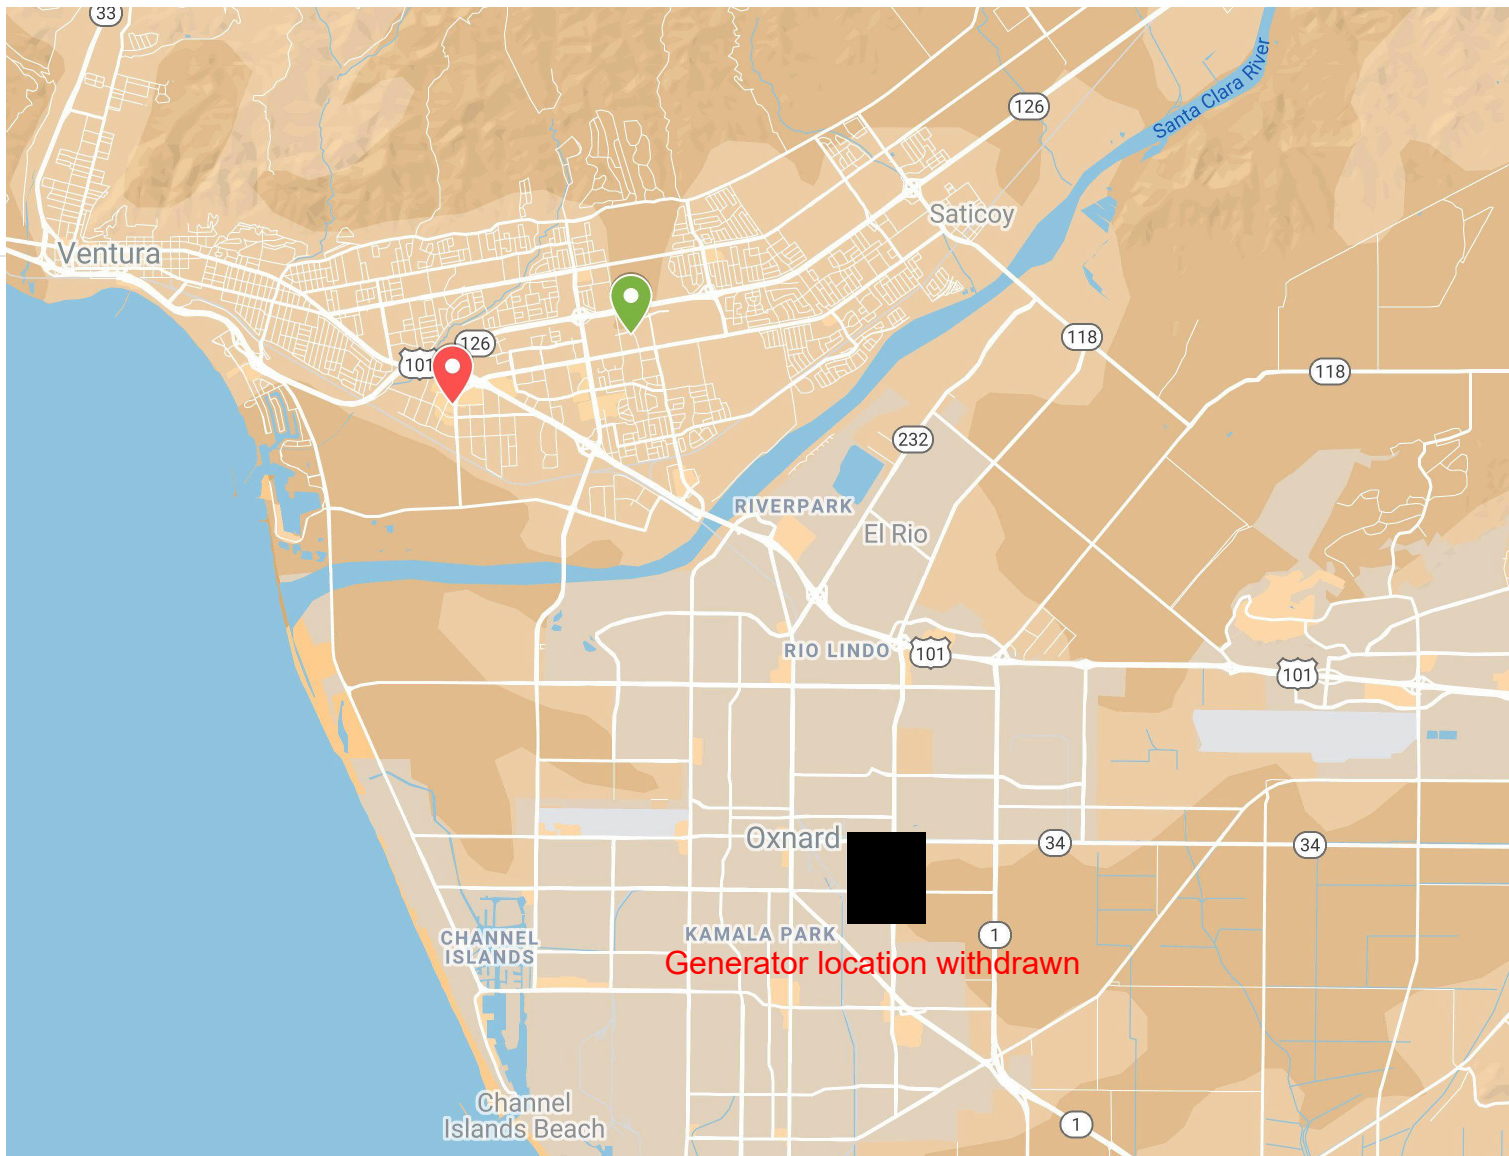 33
126
Santa Clara River
Saticoy
Ventura
126
101
118
118
232
RIVERPARK
El Rio
RIO LINDO
101
101
Oxnard
34
34
KAMALA PARK
1
CHANNEL
ISLANDS
Generator location withdrawn
Channel
Islands Beach
1